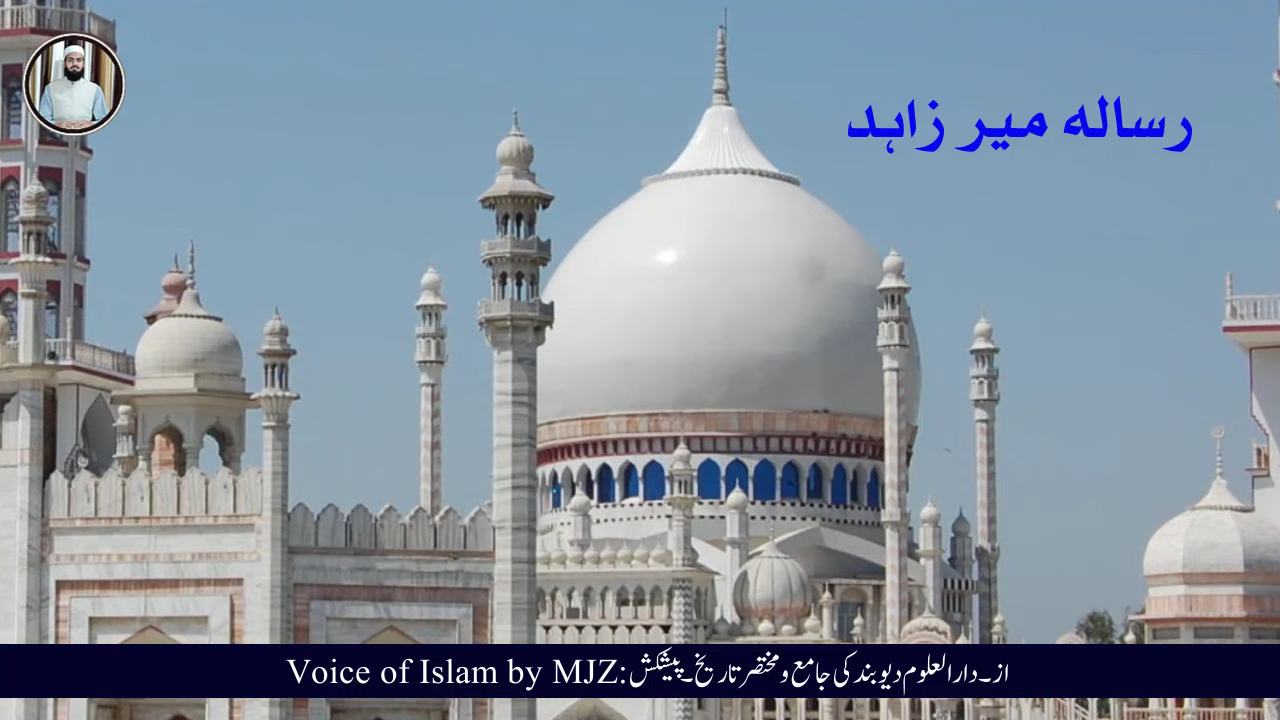 رسالہ میر زاہد
از۔دارالعلوم دیوبند کی جامع و مختصر تاریخ۔پیشکش:Voice of Islam by MJZ